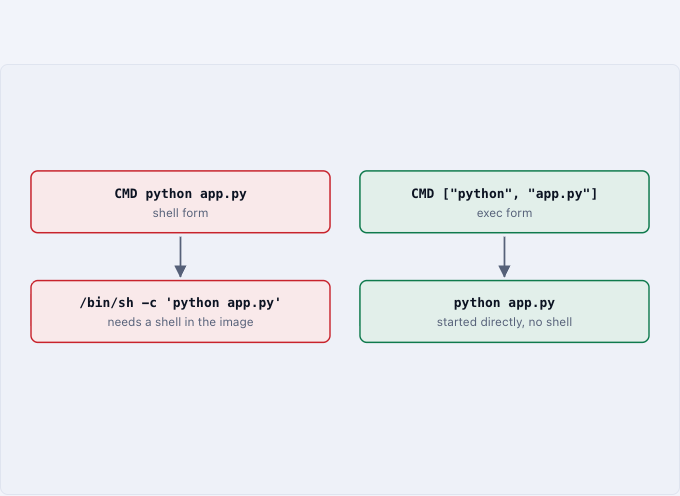 CMD python app.py
shell form
CMD ["python", "app.py"]
exec form
/bin/sh –c 'python app.py'
needs a shell in the image
python app.py
started directly, no shell